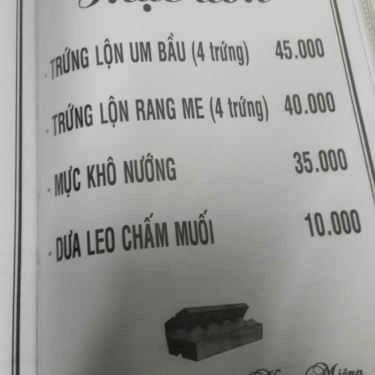 - TRỨNG LỘN UM BẦU (4 trứng) 45.000
- TRỨNG LỘN RANG ME (4 trứng) 40.000
- MỰC KHÔ NƯỚNG 35.000
- DƯA LEO CHẤM MUỐI 10.000
Miệng